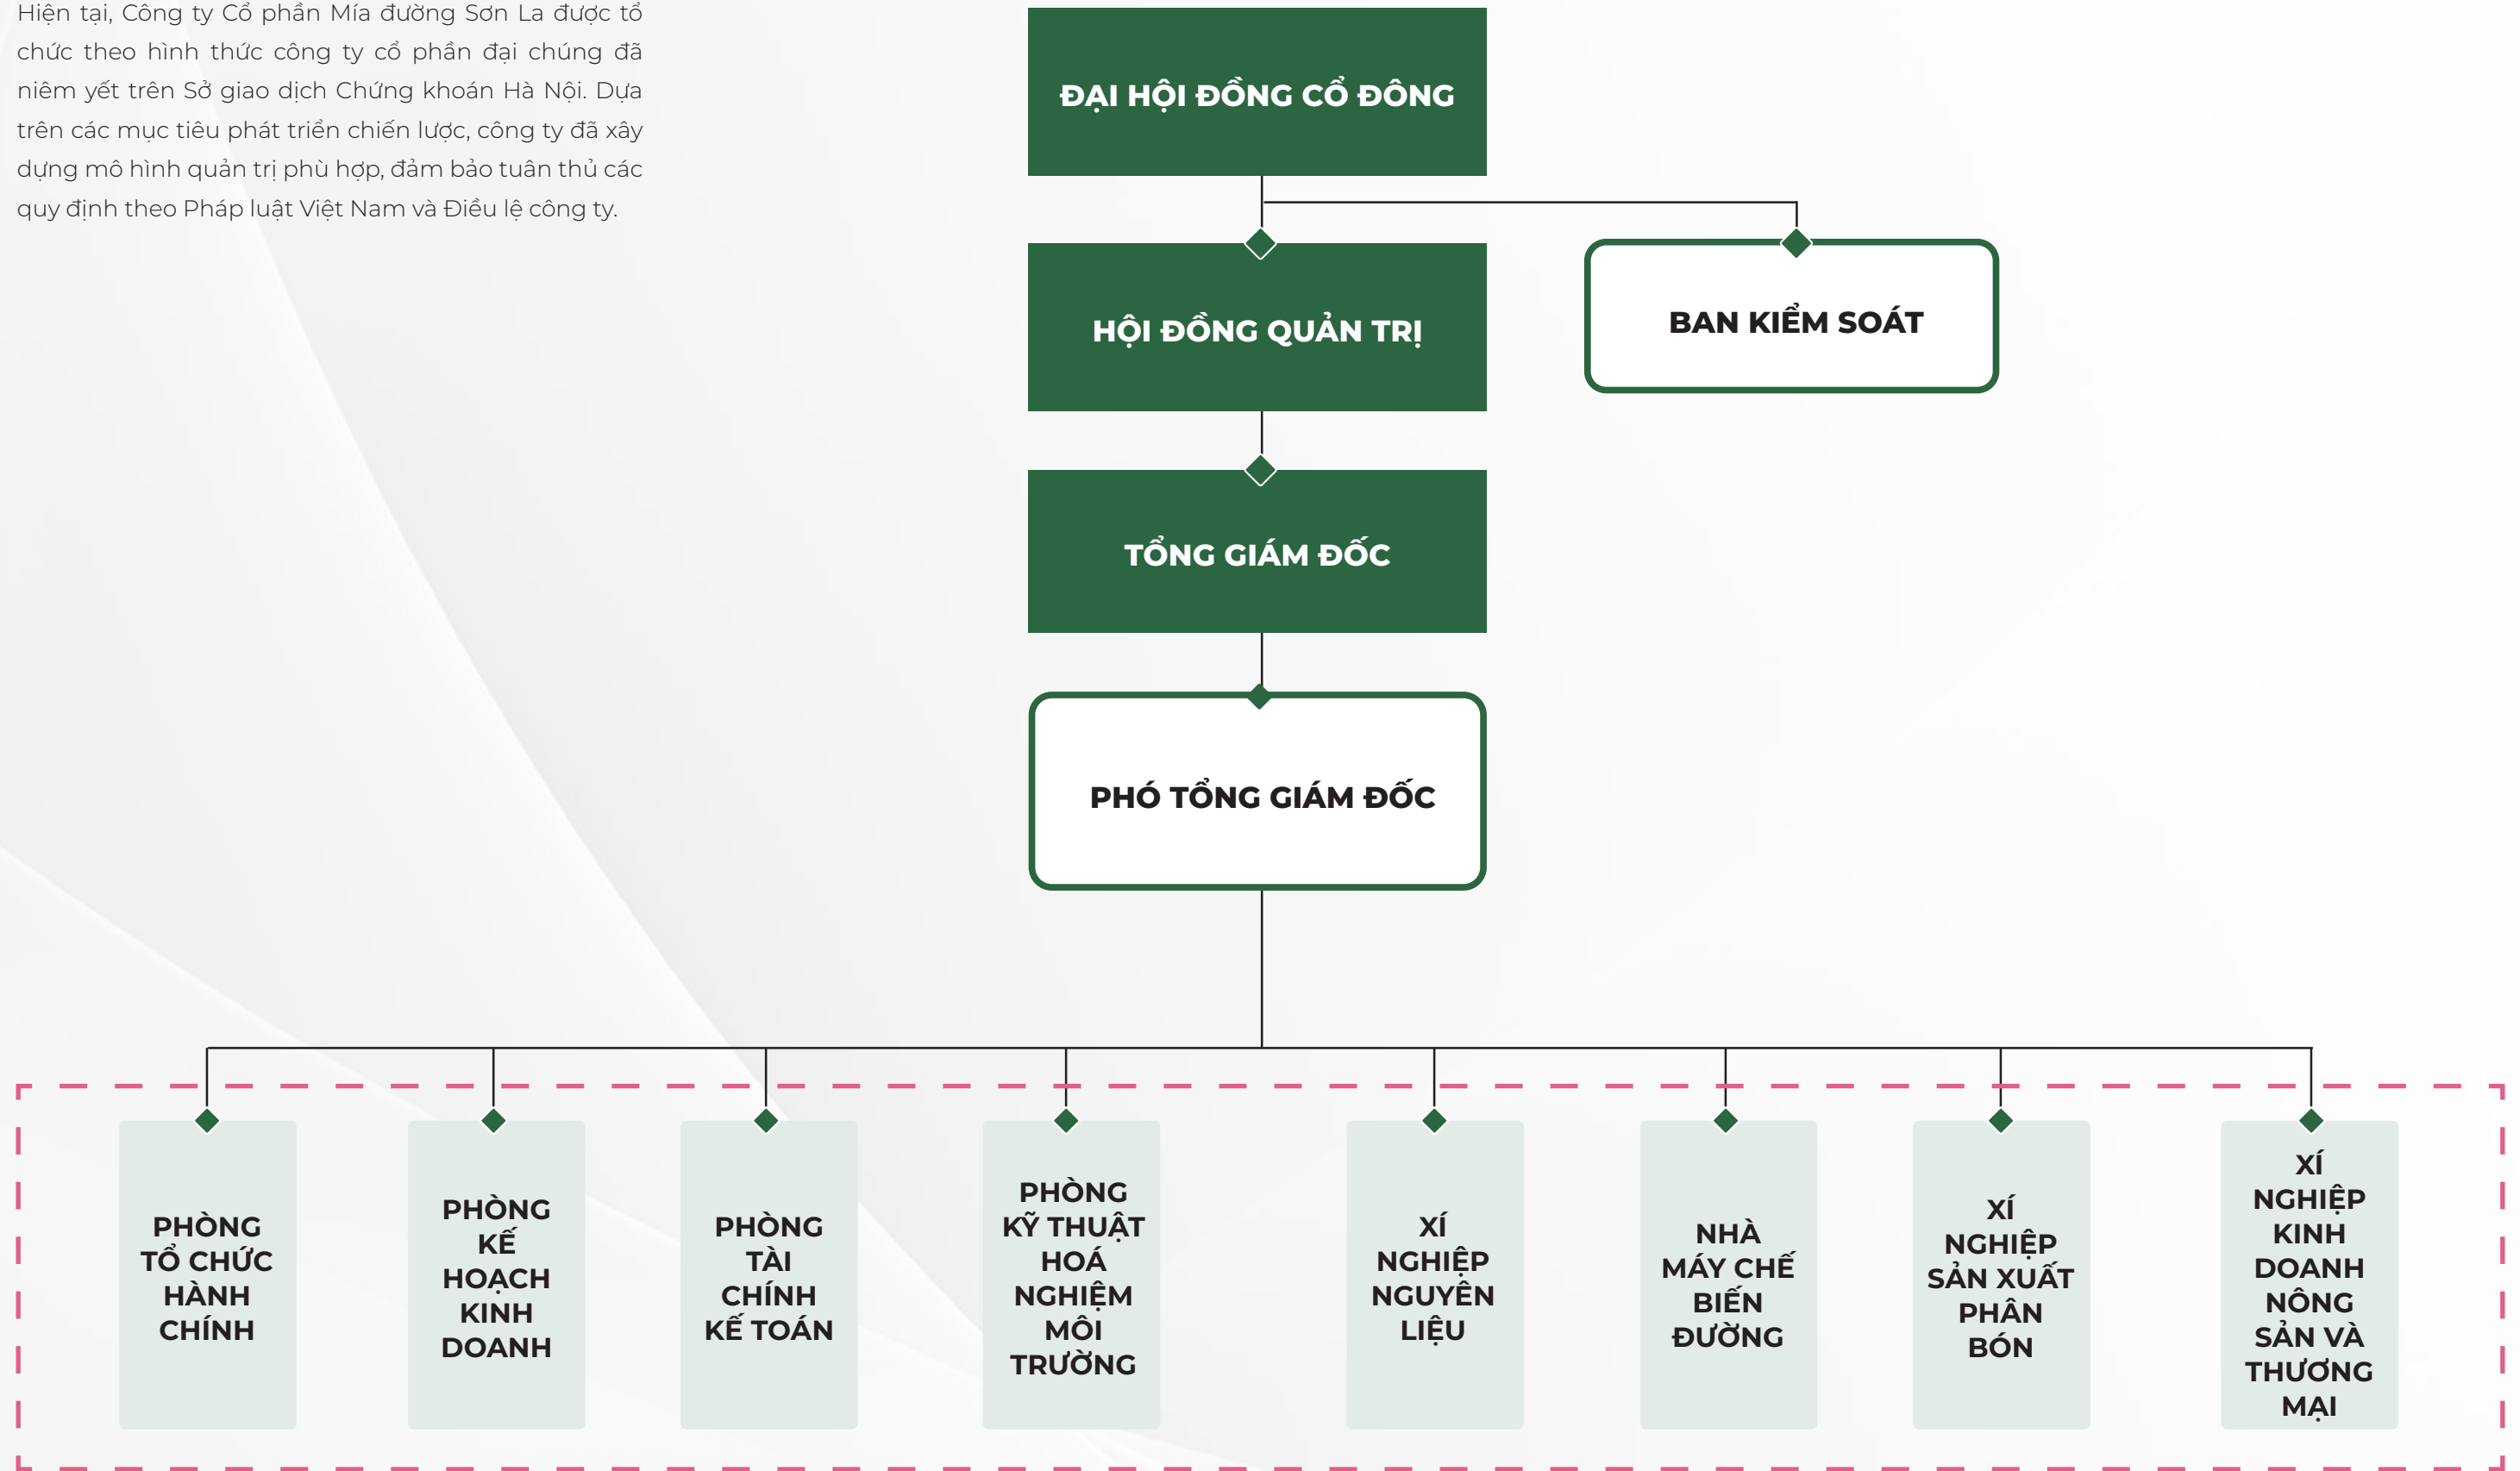 Hiện tại, Công ty Cổ phần Mía đường Sơn La được tổ
chức theo hình thức công ty cổ phần đại chúng đã
niêm yết trên Sở giao dịch Chứng khoán Hà Nội. Dựa
trên các mục tiêu phát triển chiến lược, công ty đã xây
dựng mô hình quản trị phù hợp, đảm bảo tuân thủ các
quy định theo Pháp luật Việt Nam và Điều lệ công ty.
ĐẠI HỘI ĐỒNG CỔ ĐÔNG
HỘI ĐỒNG QUẢN TRỊ
BAN KIỂM SOÁT
TỔNG GIÁM ĐỐC
PHÓ TỔNG GIÁM ĐỐC
PHÒNG
TỔ CHỨC
HÀNH
CHÍNH
PHÒNG
KẾ
HOẠCH
KINH
DOANH
PHÒNG
TÀI
CHÍNH
KẾ TOÁN
PHÒNG
KỸ THUẬT
HOÁ
NGHIỆM
MÔI
TRƯỜNG
XÍ
NGHIỆP
NGUYÊN
LIỆU
NHÀ
MÁY CHẾ
BIẾN
ĐƯỜNG
XÍ
NGHIỆP
SẢN XUẤT
PHÂN
BÓN
XÍ
NGHIỆP
KINH
DOANH
NÔNG
SẢN VÀ
THƯƠNG
MẠI